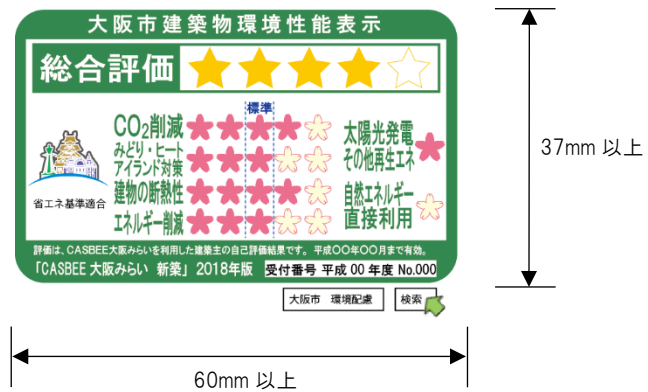 大阪市建築物環境性能表示
総合評価
標準
CO2削減
みどり・ヒート
アイランド対策
建物の断熱性
エネルギー削減
太陽光発電
その他再生エネ
自然エネルギー
直接利用
省エネ基準適合
評価は、CASBEE大阪みらいを利用した建築主の自己評価結果です。平成〇〇年〇〇月まで有効。
「CASBEE 大阪みらい 新築」 2018年版 受付番号 平成 00 年度 No.000
大阪市 環境配慮 検索
37mm 以上
60mm 以上